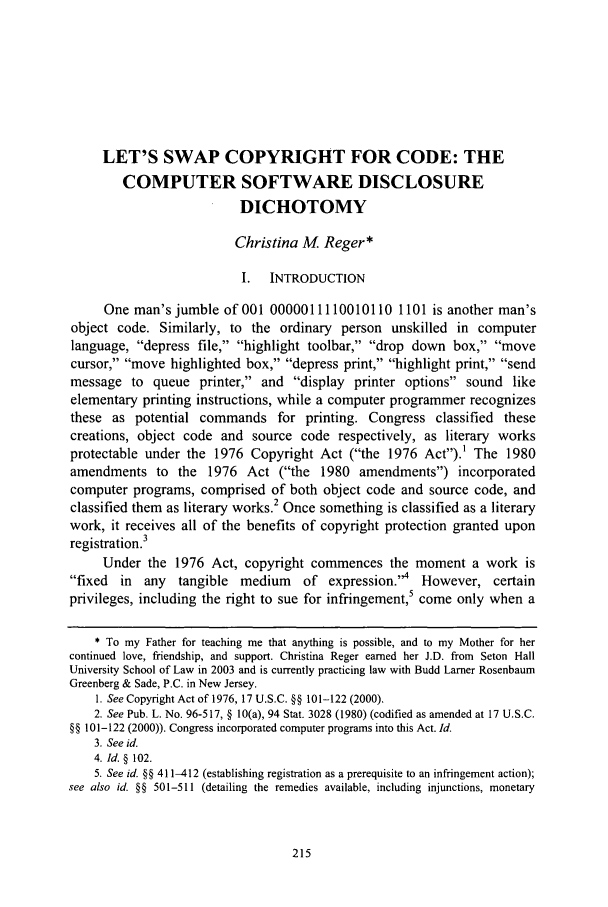 LET'S SWAP COPYRIGHT FOR CODE: THE
COMPUTER SOFTWARE DISCLOSURE
DICHOTOMY
Christina M. Reger*
I. INTRODUCTION
One man's jumble of 001 0000011110010110 1101 is another man's
object code. Similarly, to the ordinary person unskilled in computer
language, “depress file,” “highlight toolbar,” “drop down box,” “move
cursor,” “move highlighted box,” “depress print,” “highlight print,” “send
message to queue printer,” and “display printer options” sound like
elementary printing instructions, while a computer programmer recognizes
these as potential commands for printing. Congress classified these
creations, object code and source code respectively, as literary works
protectable under the 1976 Copyright Act (“the 1976 Act”).1 The 1980
amendments to the 1976 Act (“the 1980 amendments”) incorporated
computer programs, comprised of both object code and source code, and
classified them as literary works.2 Once something is classified as a literary
work, it receives all of the benefits of copyright protection granted upon
registration.3
Under the 1976 Act, copyright commences the moment a work is
“fixed in any tangible medium of expression.”4 However, certain
privileges, including the right to sue for infringement,5 come only when a
* To my Father for teaching me that anything is possible, and to my Mother for her
continued love, friendship, and support. Christina Reger earned her J.D. from Seton Hall
University School of Law in 2003 and is currently practicing law with Budd Larner Rosenbaum
Greenberg & Sade, P.C. in New Jersey.
1. See Copyright Act of 1976, 17 U.S.C. §§ 101–122 (2000).
2. See Pub. L. No. 96-517, § 10(a), 94 Stat. 3028 (1980) (codified as amended at 17 U.S.C.
§§ 101–122 (2000)). Congress incorporated computer programs into this Act. Id.
3. See id.
4. Id. § 102.
5. See id. §§ 411–412 (establishing registration as a prerequisite to an infringement action);
see also id. §§ 501–511 (detailing the remedies available, including injunctions, monetary
215